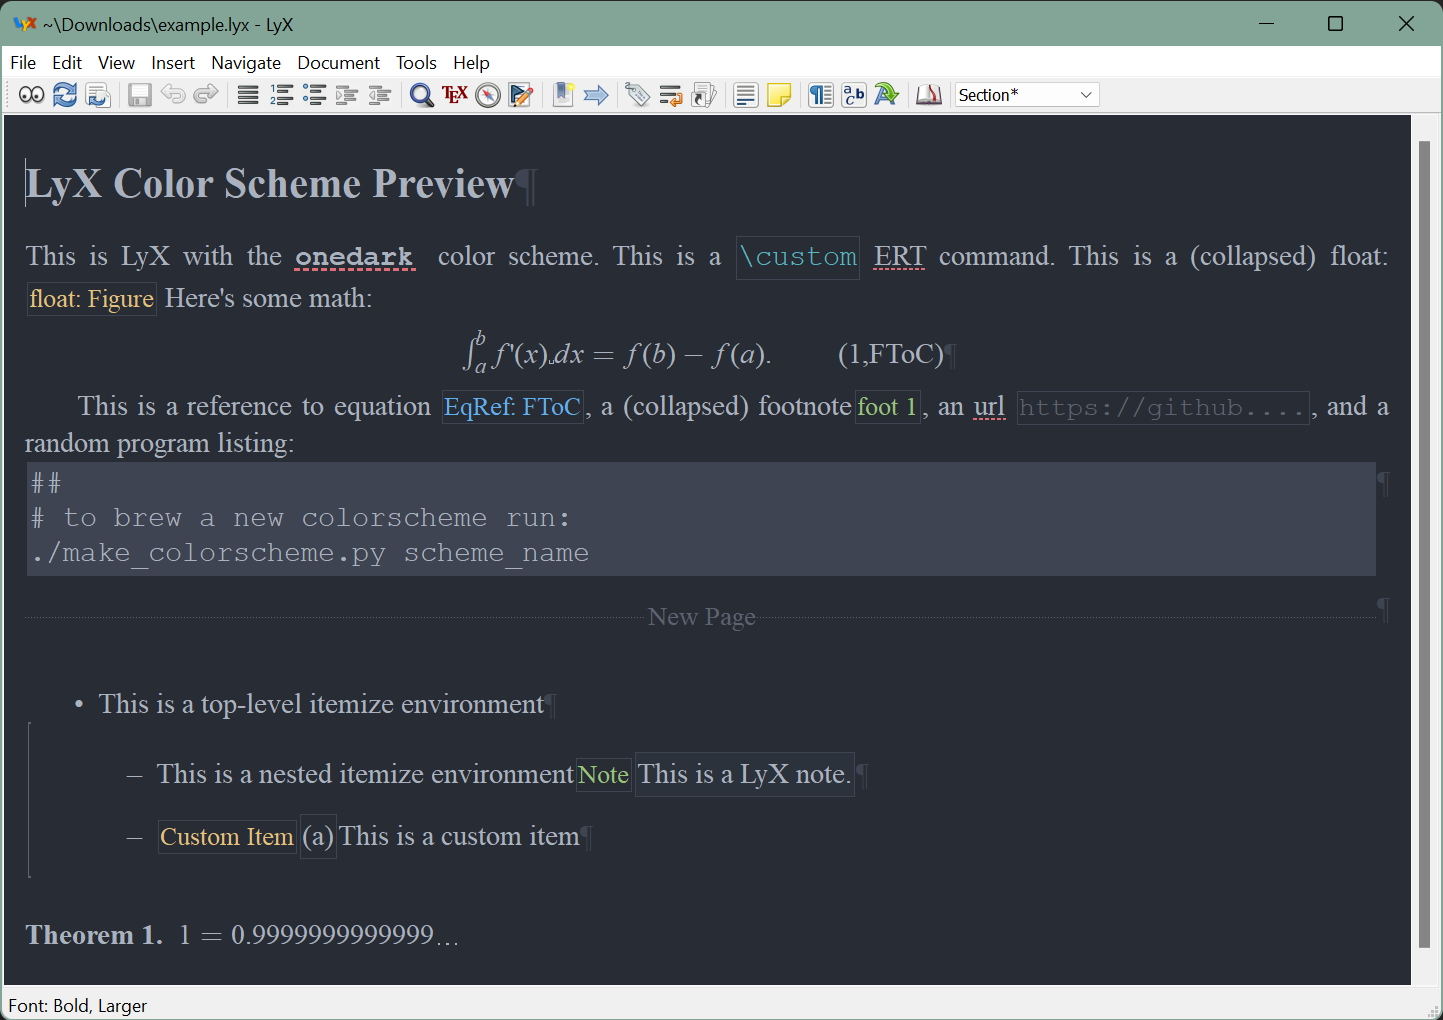 ~\Downloads\example.lyx - LyX
File Edit View Insert Navigate Document Tools Help
TEX a.b c.C Section*
LyX Color Scheme Preview¶
This is LyX with the onedark color scheme. This is a \custom ERT command. This is a (collapsed) float:
float: Figure Here's some math:
∫_a^b f'(x)␣dx = f(b) − f(a). (1,FToC)¶
This is a reference to equation EqRef: FToC, a (collapsed) footnote foot 1, an url https://github...., and a
random program listing:
## ¶
# to brew a new colorscheme run:
./make_colorscheme.py scheme_name
New Page ¶
• This is a top-level itemize environment¶
– This is a nested itemize environment Note This is a LyX note.¶
– Custom Item (a) This is a custom item¶
Theorem 1. 1 = 0.9999999999999...
Font: Bold, Larger